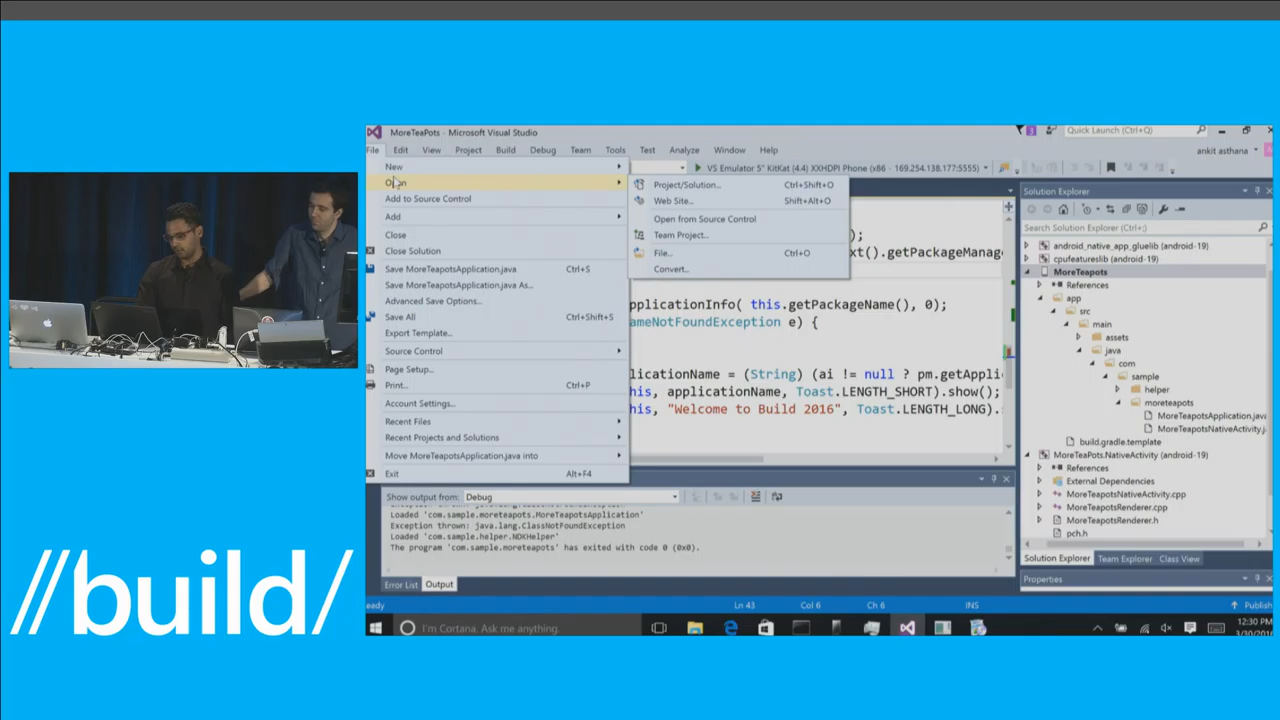 MoreTeaPots - Microsoft Visual Studio
3
Quick Launch (Ctrl+Q)
File Edit View Project Build Debug Team Tools Test Analyze Window Help
ankit asthana
New
VS Emulator 5" KitKat (4.4) XXHDPI Phone (x86 - 169.254.138.177:5555)
Open
Add to Source Control
Add
Close
Close Solution
Save MoreTeapotsApplication.java Ctrl+S
Save MoreTeapotsApplication.java As...
Advanced Save Options...
Save All Ctrl+Shift+S
Export Template...
Source Control
Page Setup...
Print... Ctrl+P
Account Settings...
Recent Files
Recent Projects and Solutions
Move MoreTeapotsApplication.java into
Exit Alt+F4
Project/Solution... Ctrl+Shift+O
Web Site... Shift+Alt+O
Open from Source Control
Team Project...
File... Ctrl+O
Convert...
);
xt().getPackageManag
pplicationInfo( this.getPackageName(), 0);
ameNotFoundException e) {
licationName = (String) (ai != null ? pm.getApplic
his, applicationName, Toast.LENGTH_SHORT).show();
his, "Welcome to Build 2016", Toast.LENGTH_LONG).
Solution Explorer
Search Solution Explorer (Ctrl+;)
android_native_app_gluelib (android-19)
cpufeatureslib (android-19)
MoreTeapots
References
app
src
main
assets
java
com
sample
helper
moreteapots
MoreTeapotsApplication.java
MoreTeapotsNativeActivity.j
build.gradle.template
MoreTeaPots.NativeActivity (android-19)
References
External Dependencies
MoreTeapotsNativeActivity.cpp
MoreTeapotsRenderer.cpp
MoreTeapotsRenderer.h
pch.h
Solution Explorer Team Explorer Class View
Properties
Show output from: Debug
Loaded 'com.sample.moreteapots.MoreTeapotsApplication'
Exception thrown: java.lang.ClassNotFoundException
Loaded 'com.sample.helper.NDKHelper'
The program 'com.sample.moreteapots' has exited with code 0 (0x0).
Error List Output
eady Ln 43 Col 6 Ch 6 INS Publish
I'm Cortana. Ask me anything.
12:30 PM
3/30/201
//build/